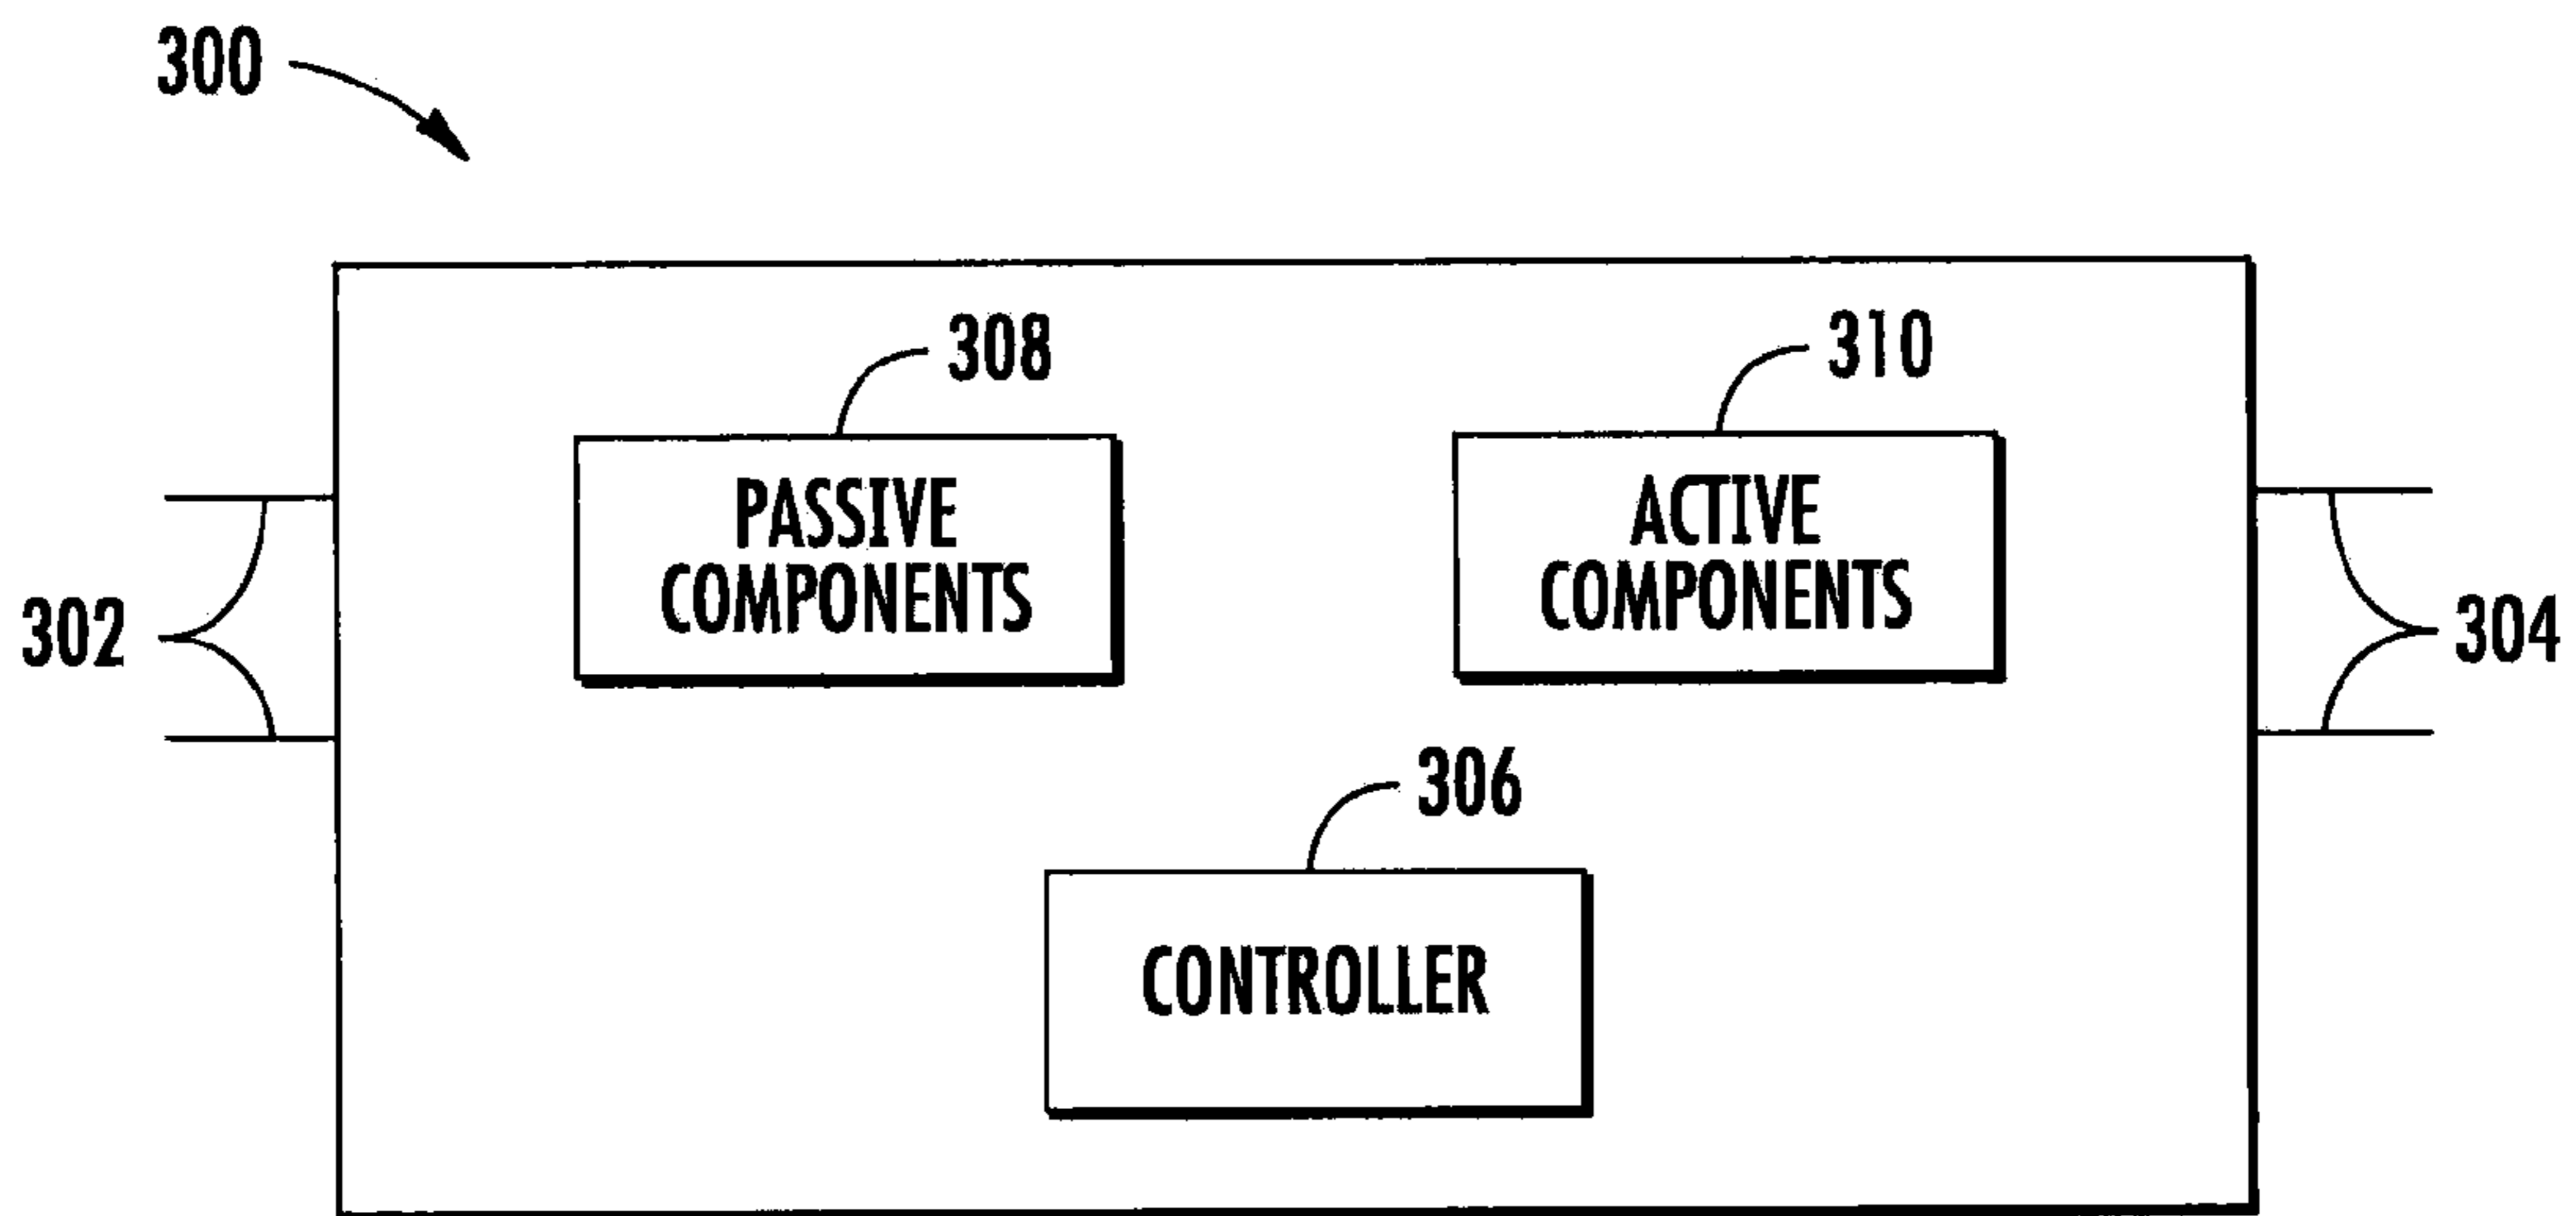 300
308
310
PASSIVE
COMPONENTS
ACTIVE
COMPONENTS
302
304
306
CONTROLLER